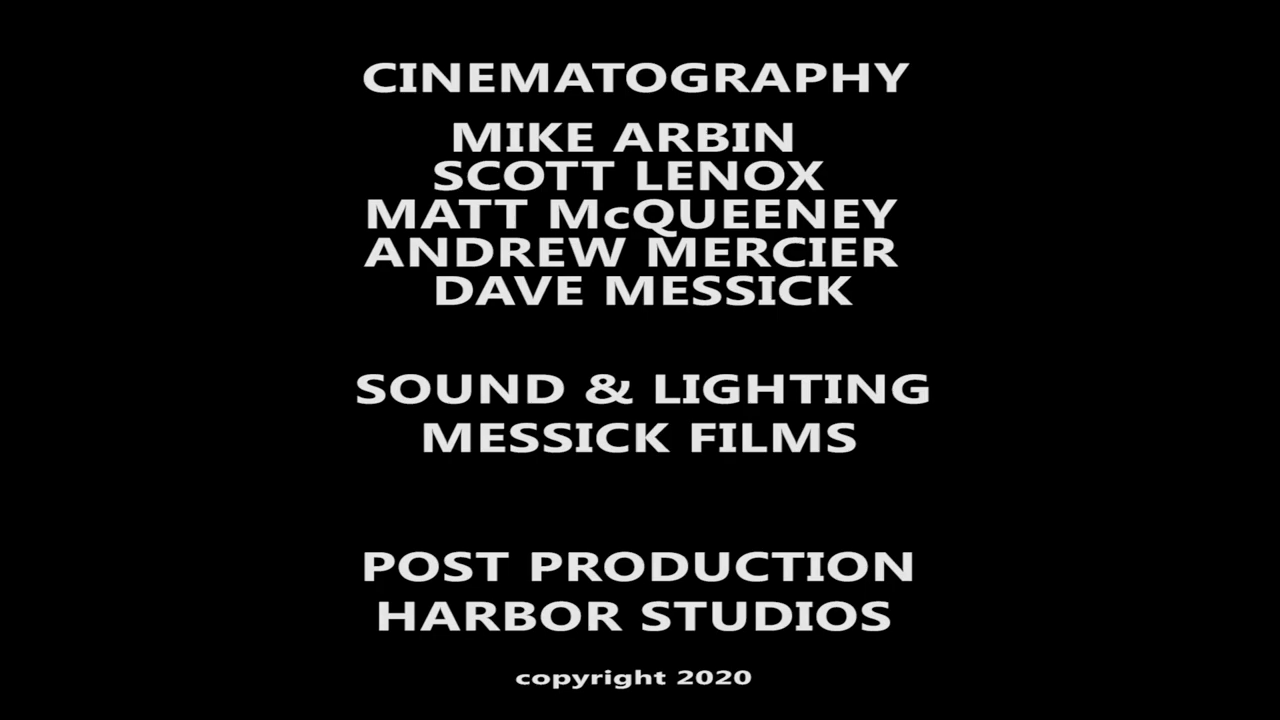 CINEMATOGRAPHY
MIKE ARBIN
SCOTT LENOX
MATT McQUEENEY
ANDREW MERCIER
DAVE MESSICK
SOUND & LIGHTING
MESSICK FILMS
POST PRODUCTION
HARBOR STUDIOS
copyright 2020